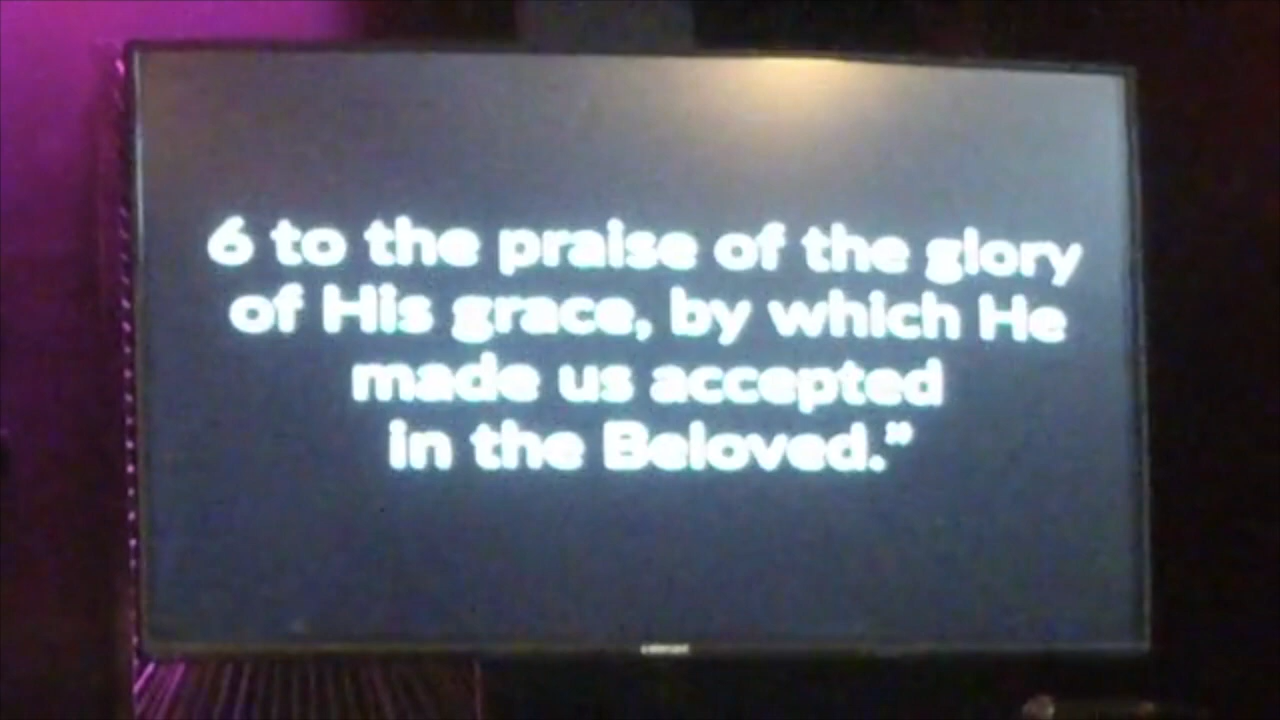 6 to the praise of the glory
of His grace, by which He
made us accepted
in the Beloved.”